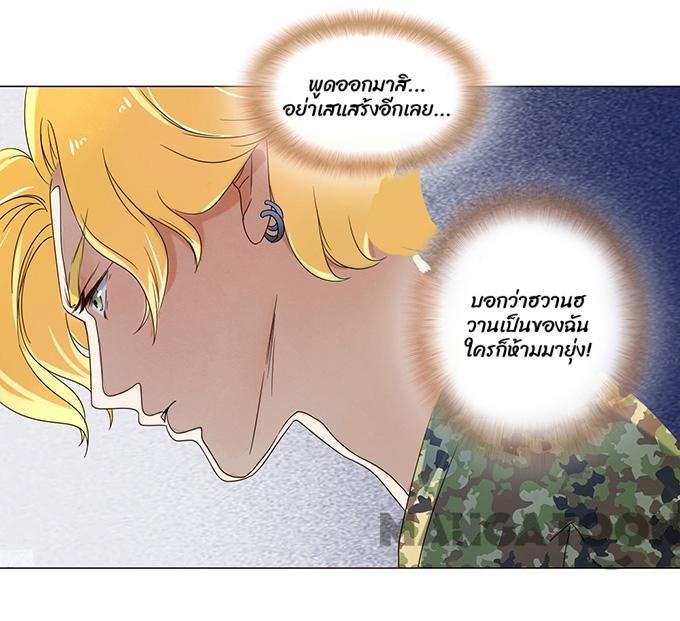 พูดออกมาสิ...
อย่าเสแสร้งอีกเลย...
บอกว่าฮวานฮ
วานเป็นของฉัน
ใครก็ห้ามมายุ่ง!
MANGATOON